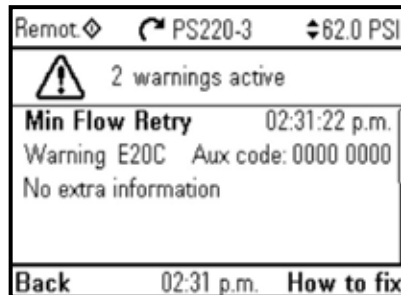 Remot. PS220-3 62.0 PSI
2 warnings active
Min Flow Retry 02:31:22 p.m.
Warning E20C Aux code: 0000 0000
No extra information
Back 02:31 p.m. How to fix